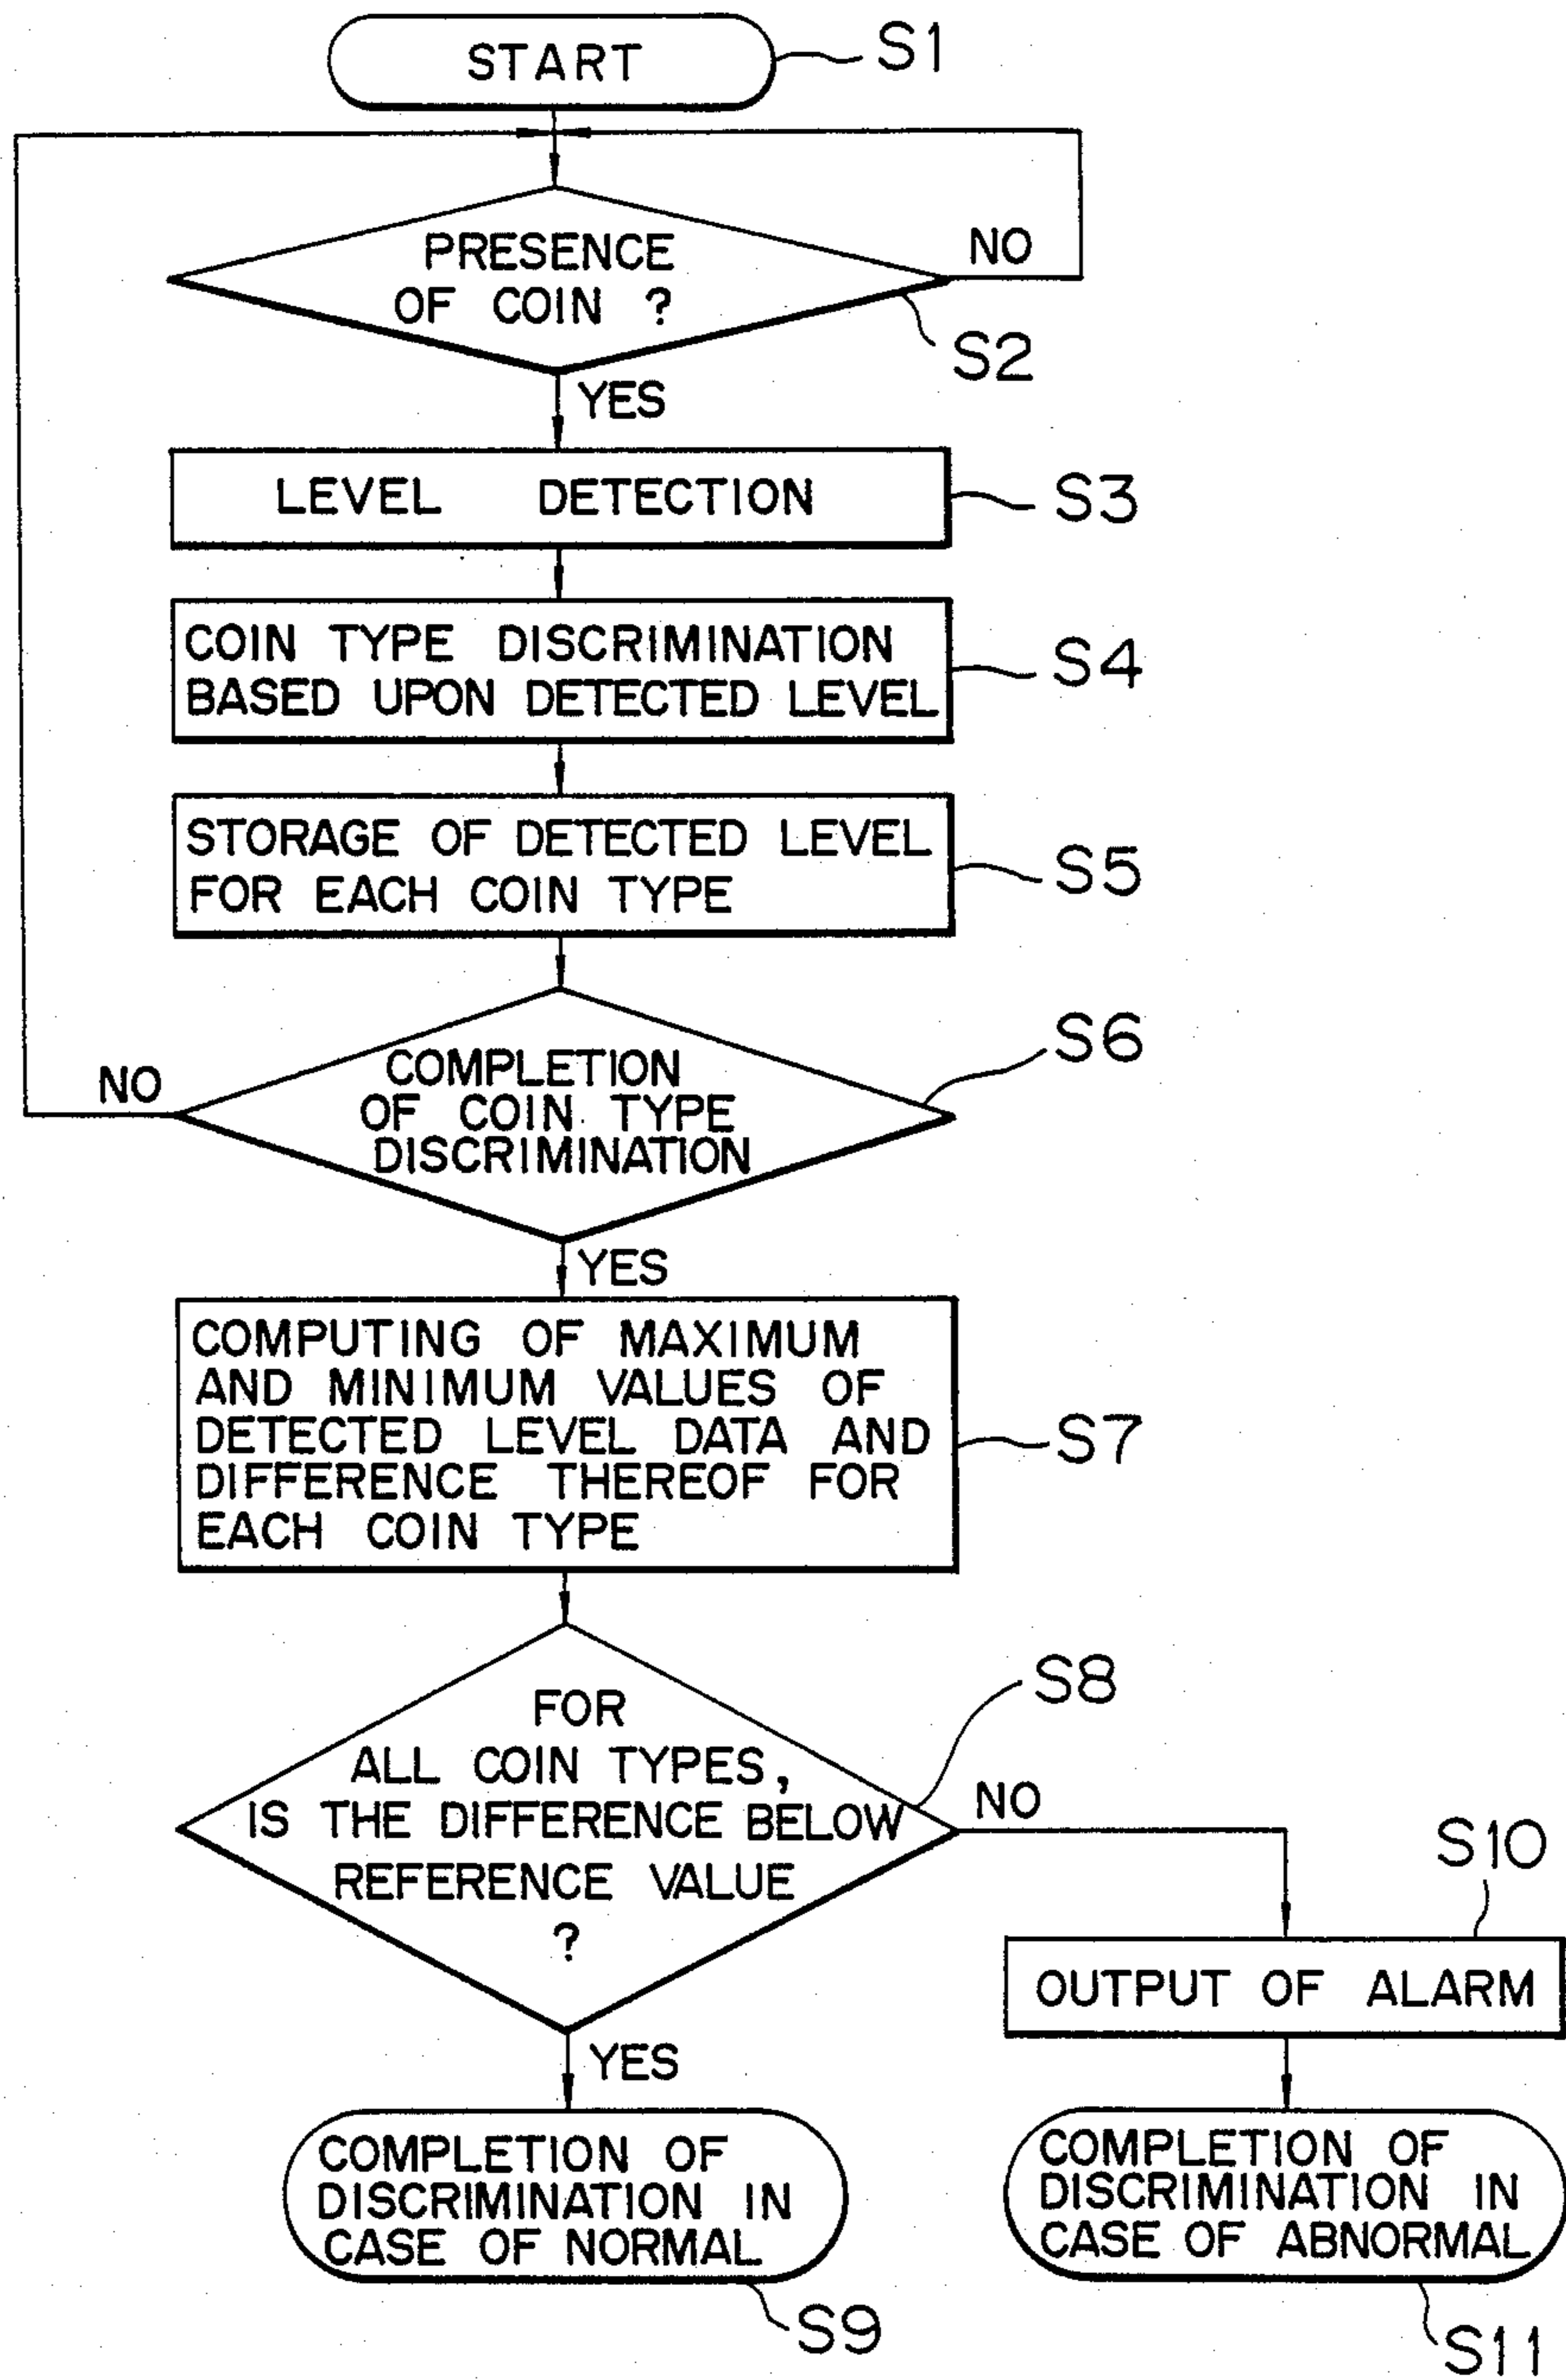 START
S1
PRESENCE
OF COIN ?
NO
S2
YES
LEVEL DETECTION
S3
COIN TYPE DISCRIMINATION
BASED UPON DETECTED LEVEL
S4
STORAGE OF DETECTED LEVEL
FOR EACH COIN TYPE
S5
COMPLETION
OF COIN TYPE
DISCRIMINATION
S6
NO
YES
COMPUTING OF MAXIMUM
AND MINIMUM VALUES OF
DETECTED LEVEL DATA AND
DIFFERENCE THEREOF FOR
EACH COIN TYPE
S7
FOR
ALL COIN TYPES,
IS THE DIFFERENCE BELOW
REFERENCE VALUE
?
S8
NO
S10
OUTPUT OF ALARM
YES
COMPLETION OF
DISCRIMINATION IN
CASE OF NORMAL
S9
COMPLETION OF
DISCRIMINATION IN
CASE OF ABNORMAL
S11